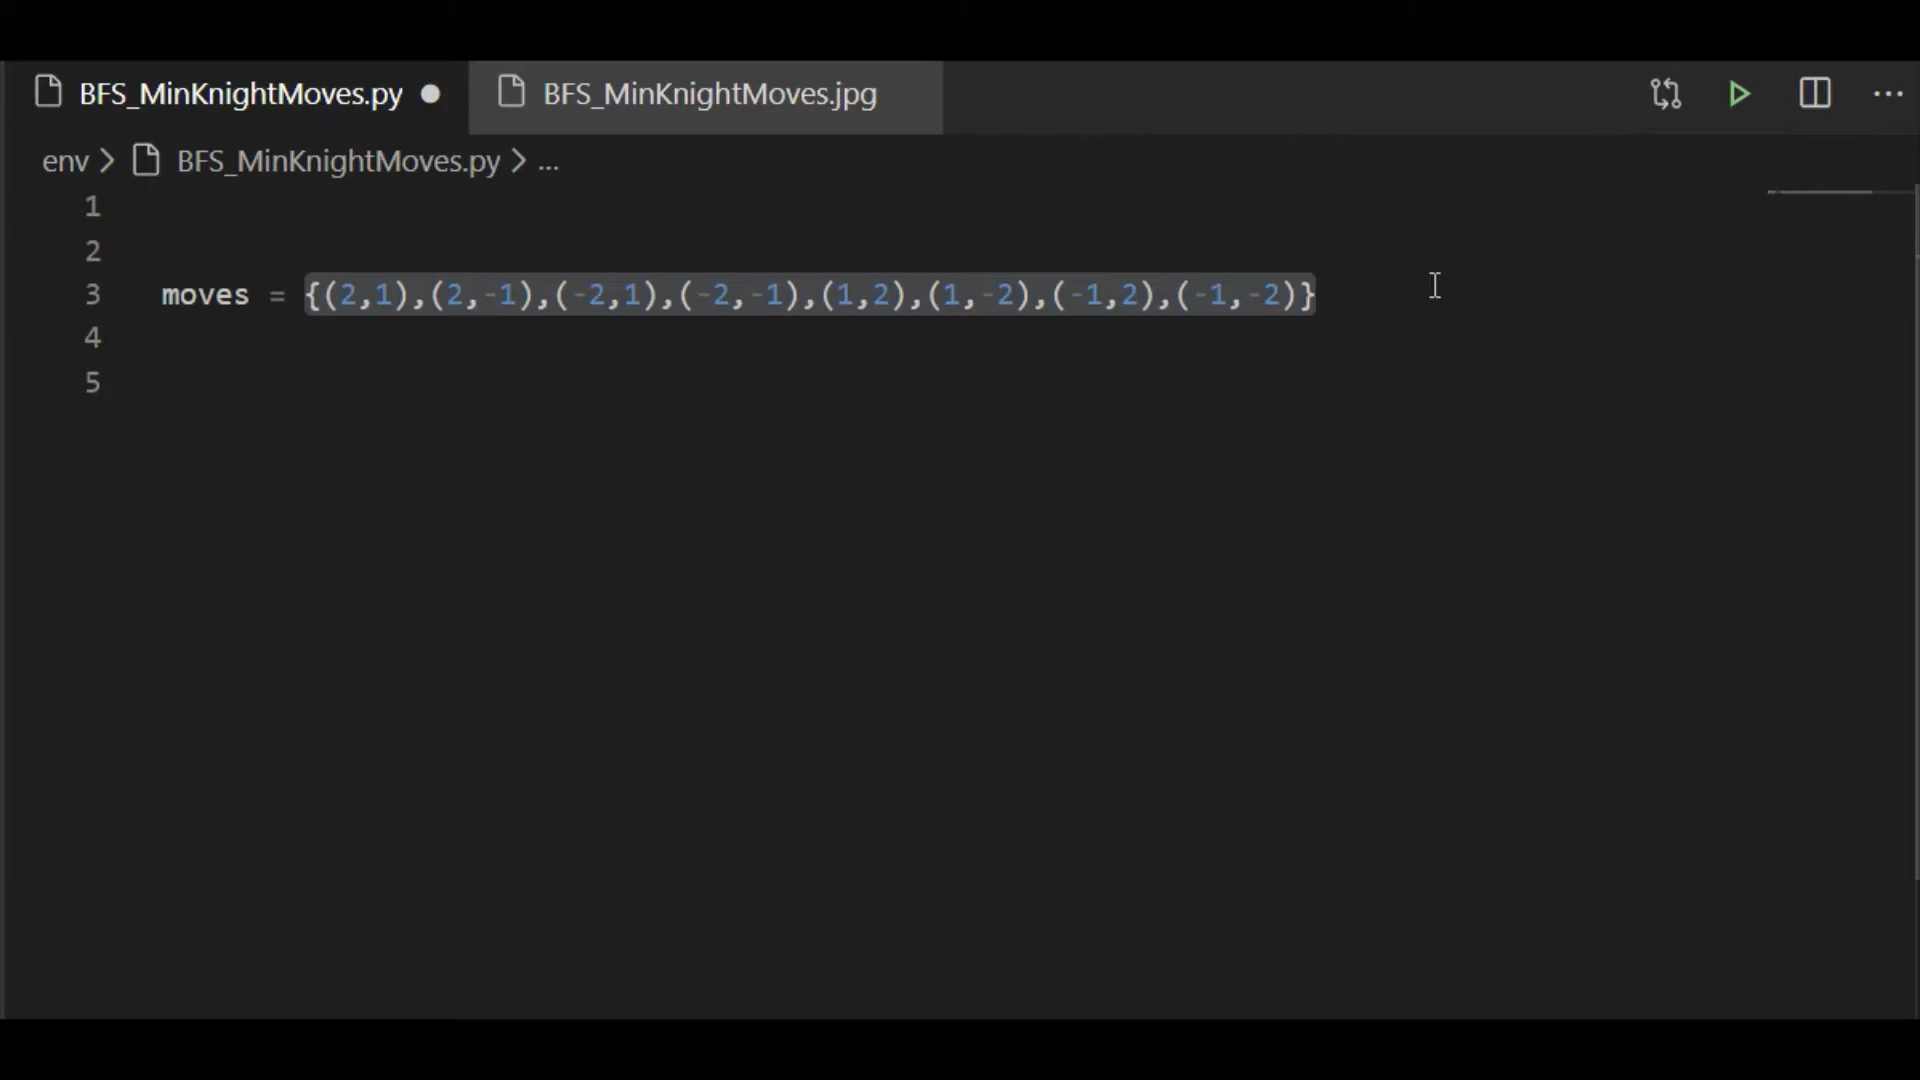 BFS_MinKnightMoves.py BFS_MinKnightMoves.jpg
env > BFS_MinKnightMoves.py > ...
1
2
3 moves = {(2,1),(2,-1),(-2,1),(-2,-1),(1,2),(1,-2),(-1,2),(-1,-2)}
4
5